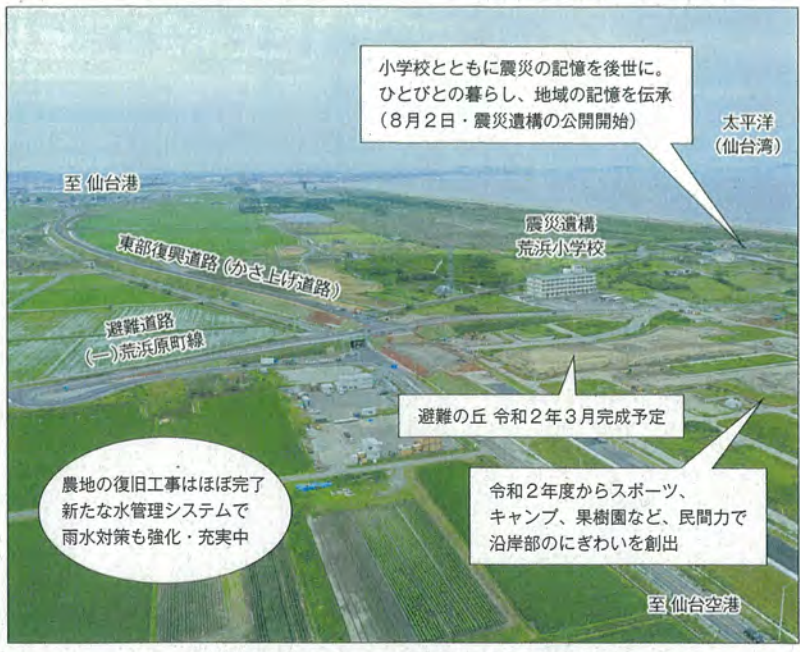 小学校とともに震災の記憶を後世に。
ひとびとの暮らし、地域の記憶を伝承
(8月2日・震災遺構の公開開始)
太平洋
(仙台湾)
至 仙台港
震災遺構
荒浜小学校
東部復興道路(かさ上げ道路)
避難道路
(一)荒浜原町線
避難の丘 令和2年3月完成予定
農地の復旧工事はほぼ完了
新たな水管理システムで
雨水対策も強化・充実中
令和2年度からスポーツ、
キャンプ、果樹園など、民間力で
沿岸部のにぎわいを創出
至 仙台空港